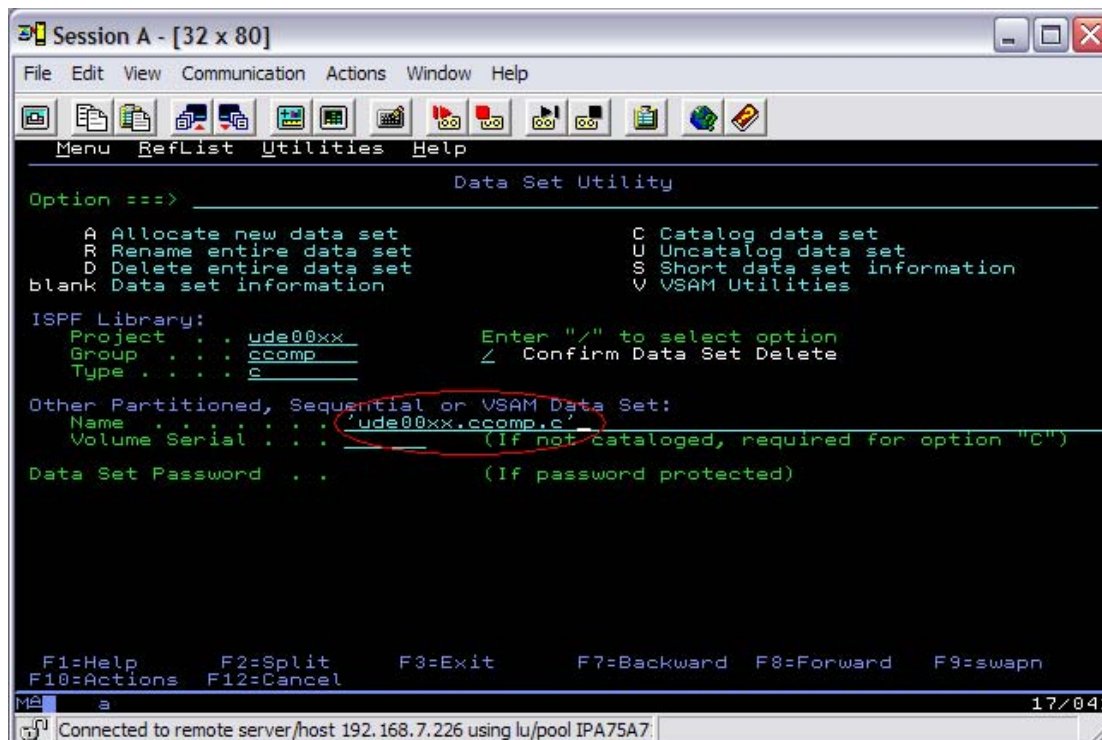 Session A - [32 x 80]
File Edit View Communication Actions Window Help
Menu RefList Utilities Help
Data Set Utility
Option ===>
A Allocate new data set C Catalog data set
R Rename entire data set U Uncatalog data set
D Delete entire data set S Short data set information
blank Data set information V VSAM Utilities
ISPF Library:
Project . . ude00xx Enter "/" to select option
Group . . . ccomp / Confirm Data Set Delete
Type . . . . c
Other Partitioned, Sequential or VSAM Data Set:
Name . . . . . . . 'ude00xx.ccomp.c'
Volume Serial . . . (If not cataloged, required for option "C")
Data Set Password . . (If password protected)
F1=Help F2=Split F3=Exit F7=Backward F8=Forward F9=swapn
F10=Actions F12=Cancel
MA a 17/04
Connected to remote server/host 192.168.7.226 using lu/pool IPA75A7